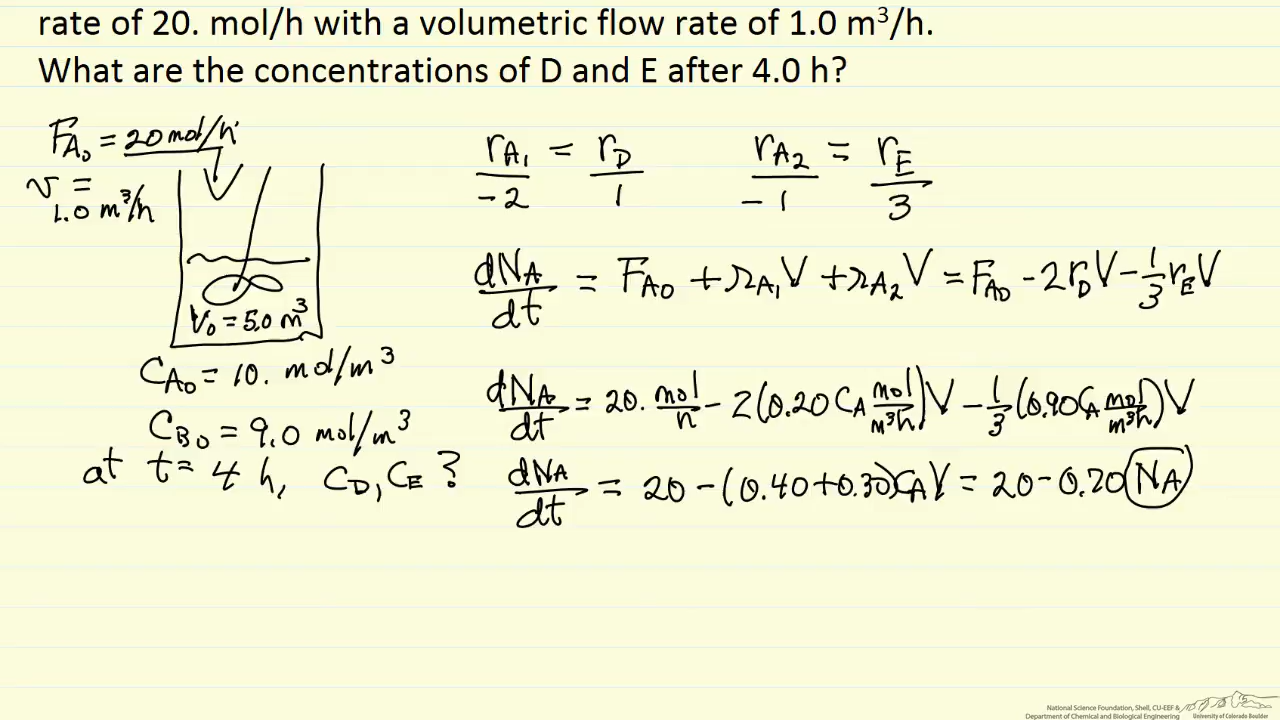 rate of 20. mol/h with a volumetric flow rate of 1.0 m³/h.
What are the concentrations of D and E after 4.0 h?
F_A₀ = 20 mol/h
v =
1.0 m³/h
V₀ = 5.0 m³
C_A₀ = 10. mol/m³
C_B₀ = 9.0 mol/m³
at t = 4 h, C_D, C_E ?
r_A₁/-2 = r_D/1 r_A₂/-1 = r_E/3
dN_A/dt = F_A₀ + r_A₁V + r_A₂V = F_A₀ - 2r_DV - 1/3 r_EV
dN_A/dt = 20. mol/h - 2(0.20 C_A mol/m³h)V - 1/3(0.90 C_A mol/m³h)V
dN_A/dt = 20 - (0.40+0.30)C_AV = 20 - 0.70 N_A
National Science Foundation, Shell, CU-EEF &
Department of Chemical and Biological Engineering
University of Colorado Boulder